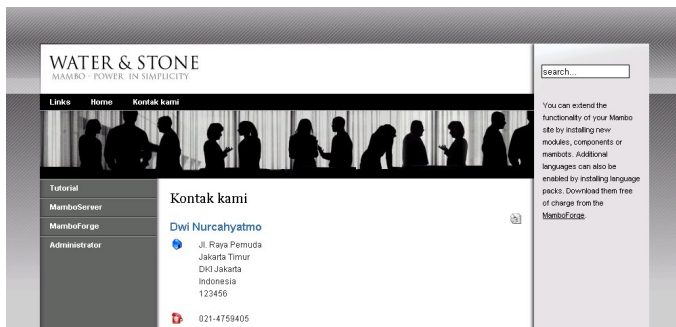 WATER & STONE
MAMBO - POWER IN SIMPLICITY
search...
Links Home Kontak kami
You can extend the
functionality of your Mambo
site by installing new
modules, components or
mambots. Additional
languages can also be
enabled by installing language
packs. Download them free
of charge from the
MamboForge.
Tutorial
MamboServer
MamboForge
Administrator
Kontak kami
Dwi Nurcahyatmo
Jl. Raya Pemuda
Jakarta Timur
DKI Jakarta
Indonesia
123456
021-4759405